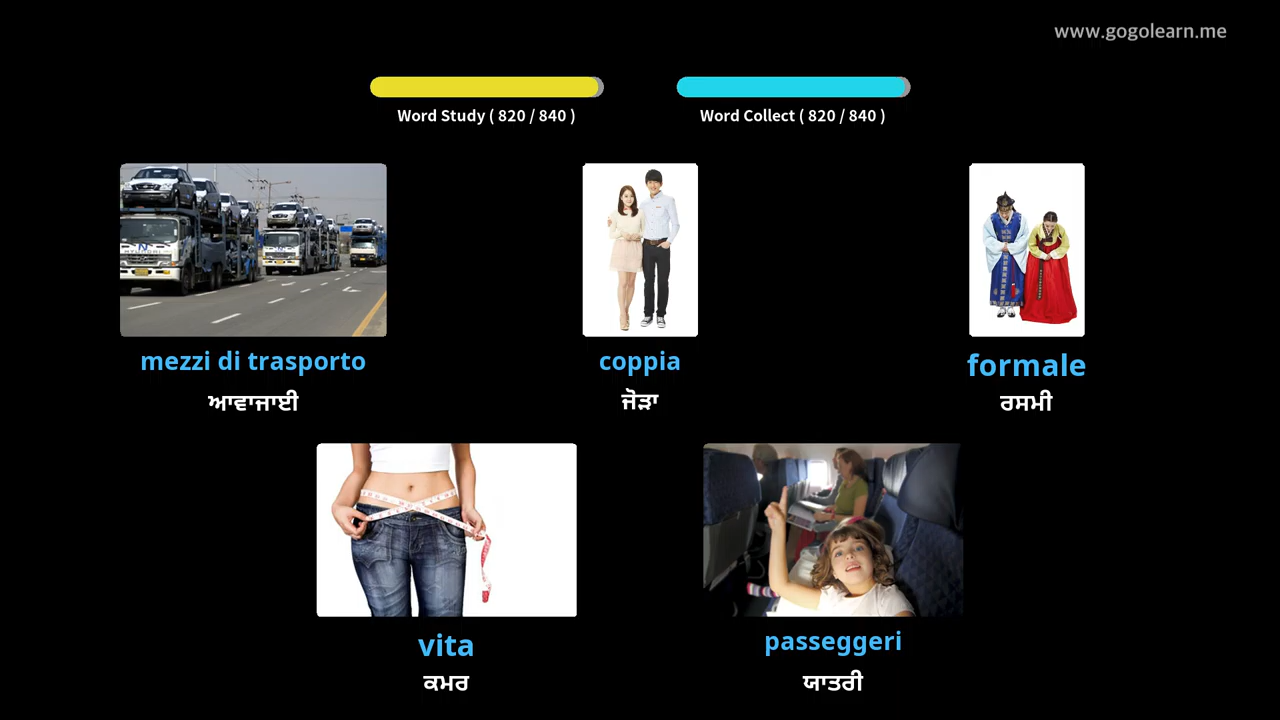 www.gogolearn.me
Word Study ( 820 / 840 )
Word Collect ( 820 / 840 )
mezzi di trasporto
ਆਵਾਜਾਈ
coppia
ਜੋੜਾ
formale
ਰਸਮੀ
vita
ਕਮਰ
passeggeri
ਯਾਤਰੀ